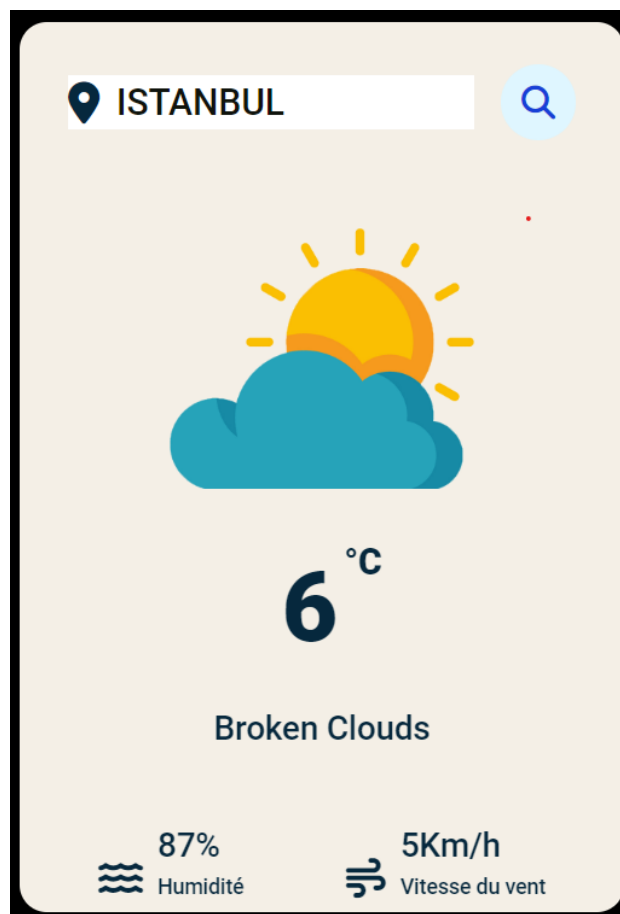 ISTANBUL
6 °C
Broken Clouds
87%
Humidité
5Km/h
Vitesse du vent